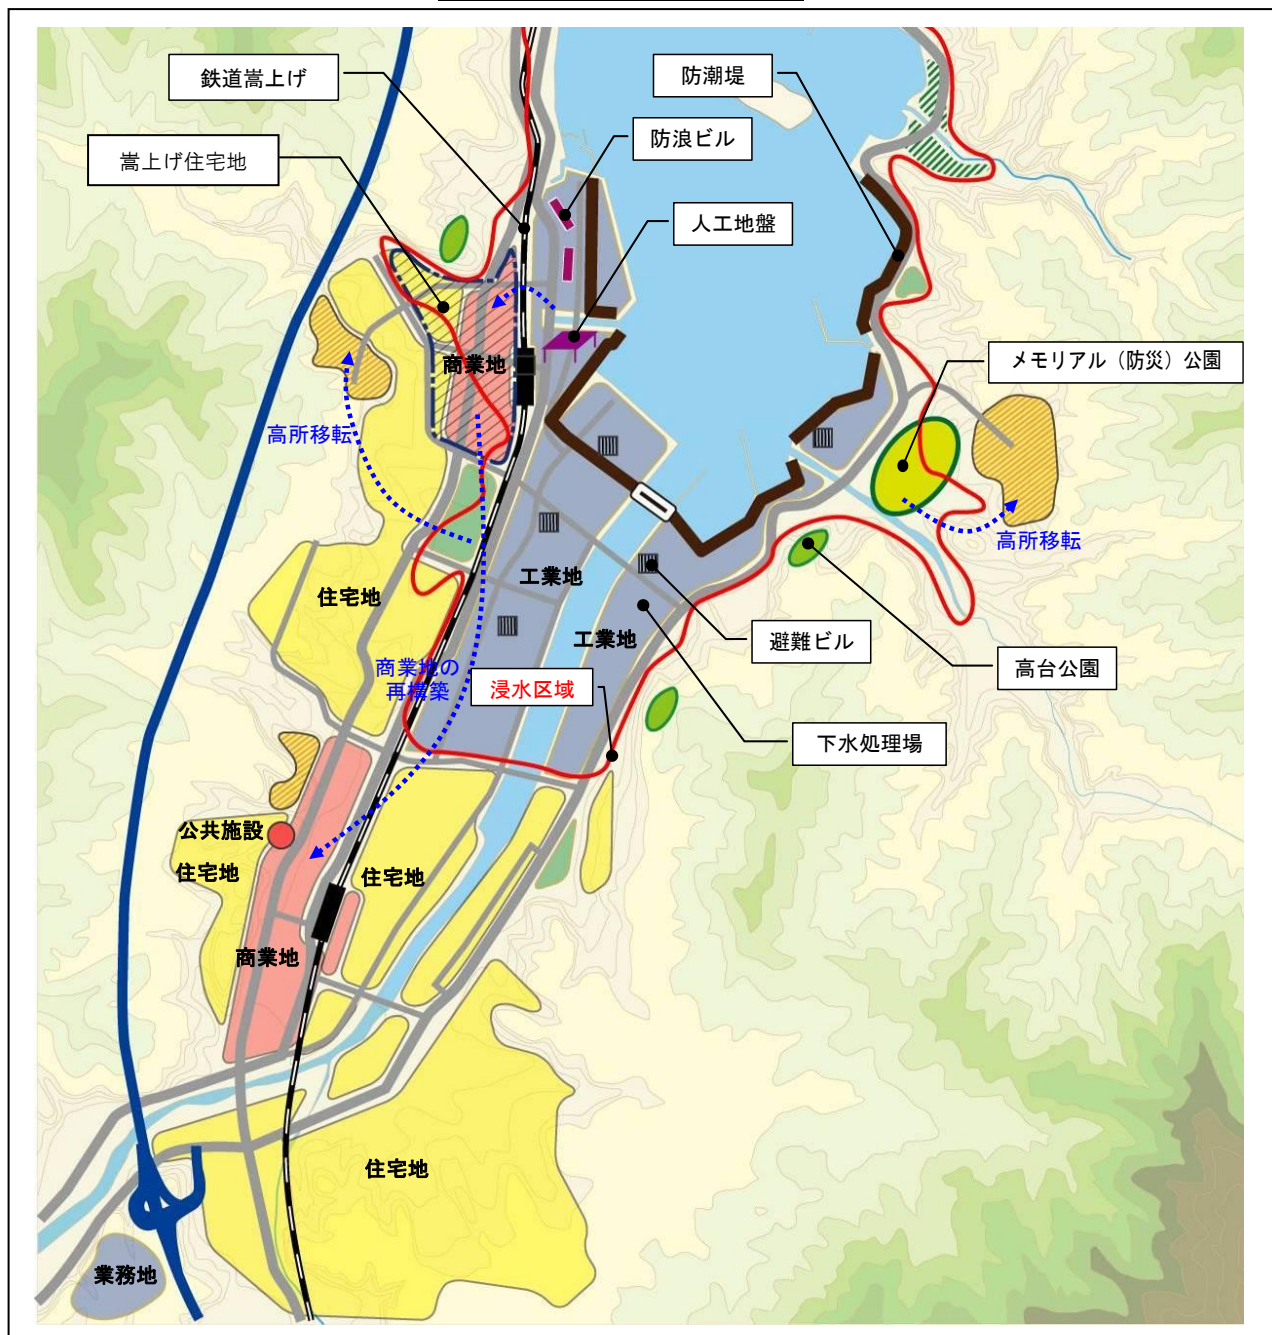 鉄道嵩上げ
防潮堤
防浪ビル
嵩上げ住宅地
人工地盤
商業地
メモリアル（防災）公園
高所移転
高所移転
工業地
住宅地
工業地
避難ビル
高台公園
商業地の
再構築
浸水区域
下水処理場
公共施設
住宅地
住宅地
商業地
住宅地
業務地